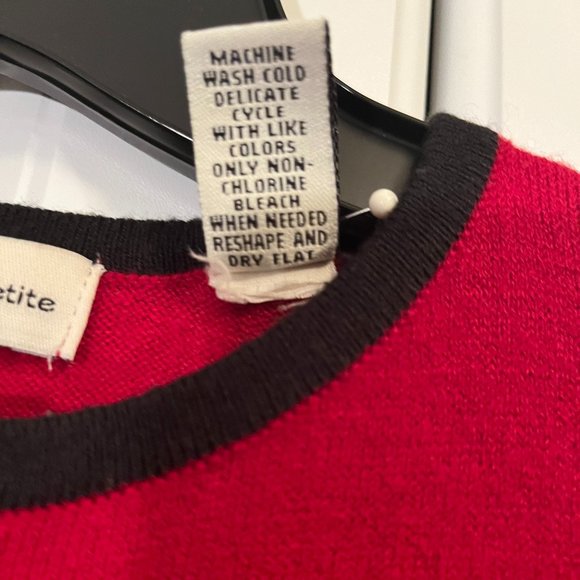 MACHINE
WASH COLD
DELICATE
CYCLE
WITH LIKE
COLORS
ONLY NON-
CHLORINE
BLEACH
WHEN NEEDED
RESHAPE AND
DRY FLAT
etite